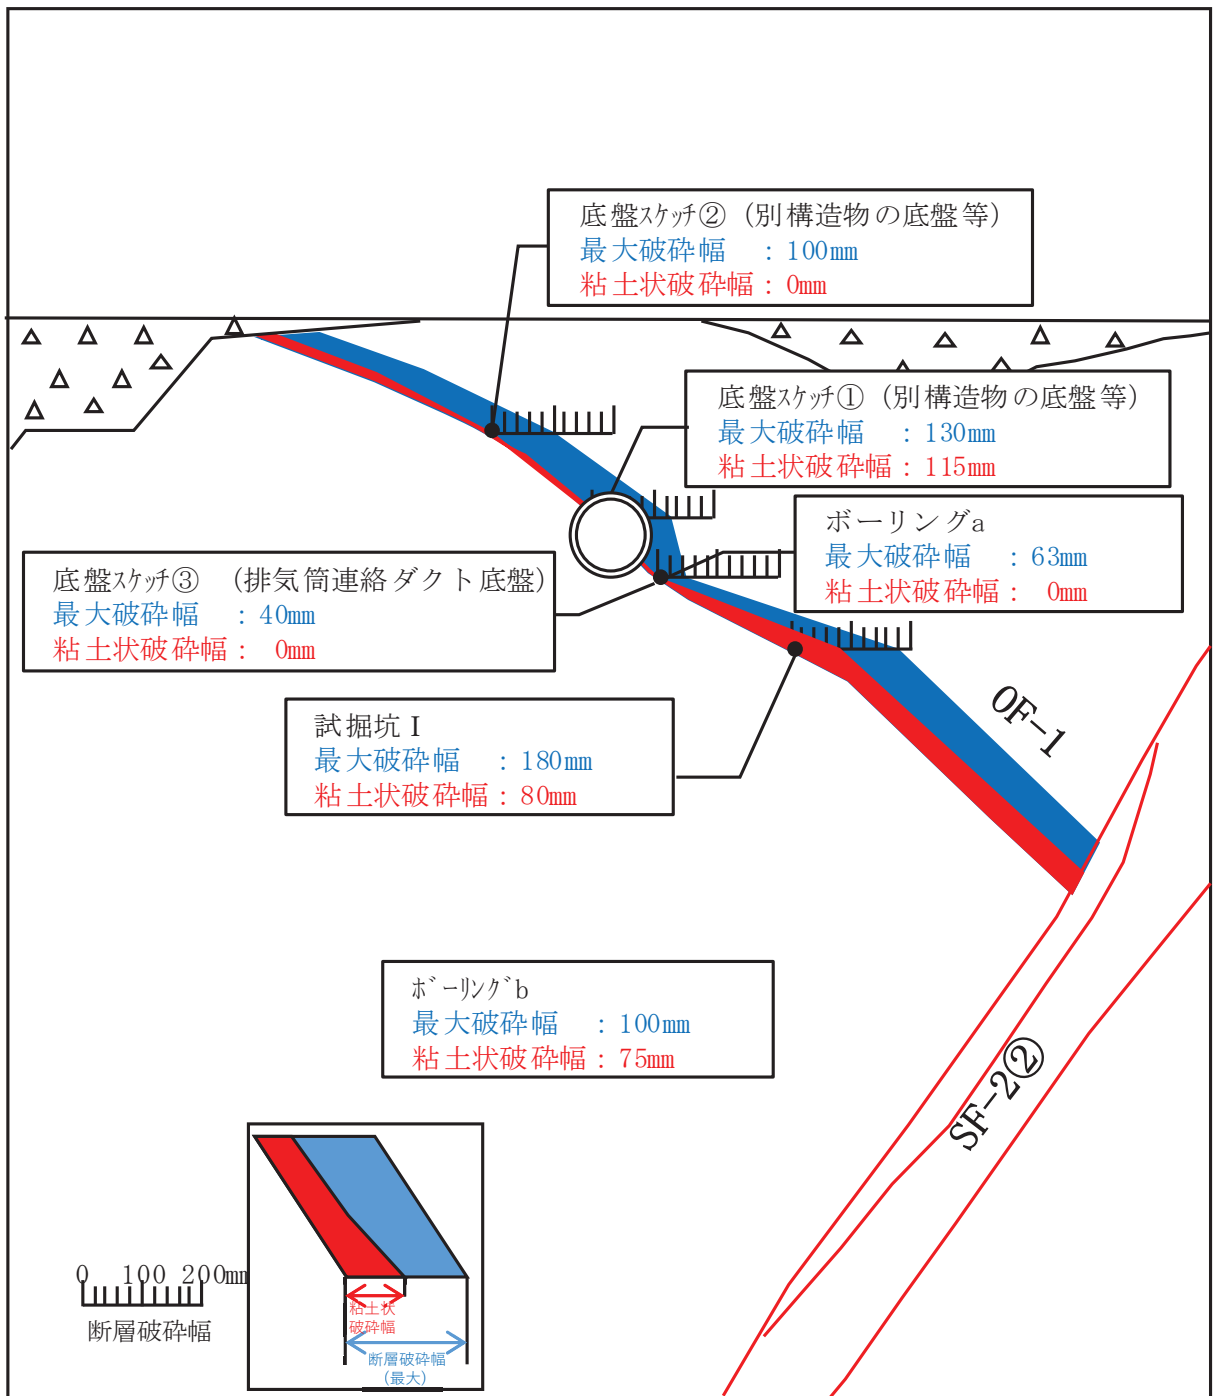 底盤スケッチ②（別構造物の底盤等）
最大破砕幅　：100mm
粘土状破砕幅：0mm
底盤スケッチ①（別構造物の底盤等）
最大破砕幅　：130mm
粘土状破砕幅：115mm
ボーリングa
最大破砕幅　：63mm
粘土状破砕幅：　0mm
底盤スケッチ③　（排気筒連絡ダクト底盤）
最大破砕幅　：40mm
粘土状破砕幅：　0mm
OF-1
試掘坑Ⅰ
最大破砕幅　：180mm
粘土状破砕幅：80mm
ボーリングb
最大破砕幅　：100mm
粘土状破砕幅：75mm
SF-2②
0　100 200mm
断層破砕幅
粘土状
破砕幅
断層破砕幅
（最大）